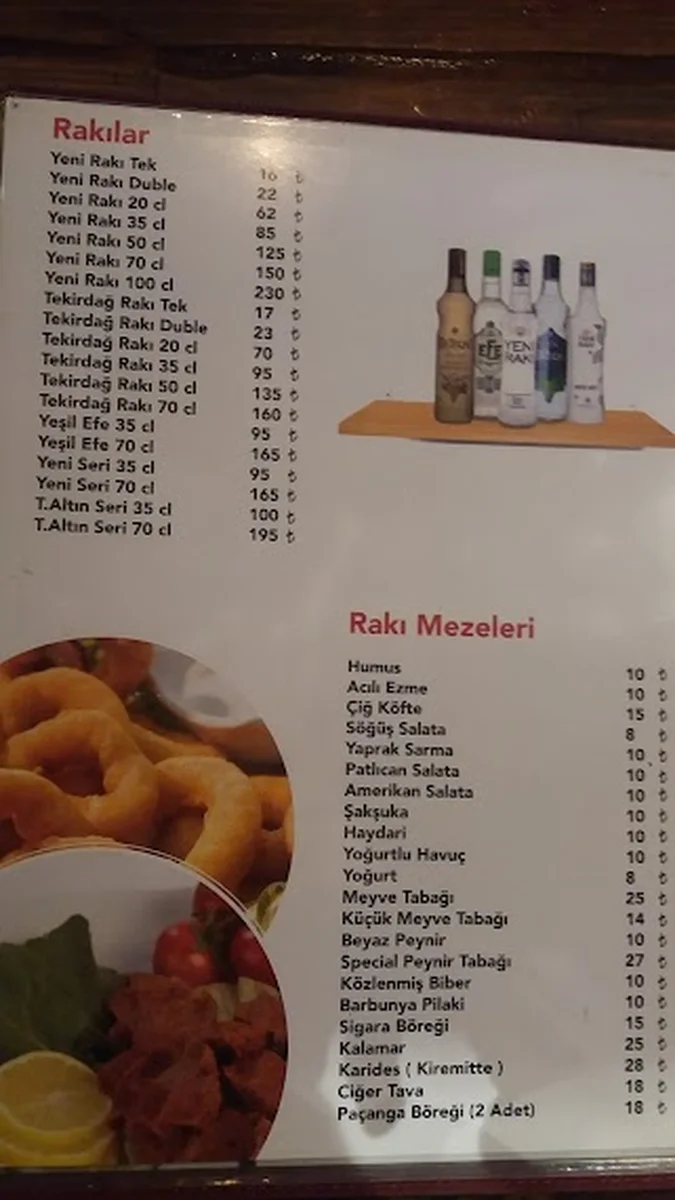 Rakılar
Yeni Rakı Tek 16 ₺
Yeni Rakı Duble 22 ₺
Yeni Rakı 20 cl 62 ₺
Yeni Rakı 35 cl 85 ₺
Yeni Rakı 50 cl 125 ₺
Yeni Rakı 70 cl 150 ₺
Yeni Rakı 100 cl 230 ₺
Tekirdağ Rakı Tek 17 ₺
Tekirdağ Rakı Duble 23 ₺
Tekirdağ Rakı 20 cl 70 ₺
Tekirdağ Rakı 35 cl 95 ₺
Tekirdağ Rakı 50 cl 135 ₺
Tekirdağ Rakı 70 cl 160 ₺
Yeşil Efe 35 cl 95 ₺
Yeşil Efe 70 cl 165 ₺
Yeni Seri 35 cl 95 ₺
Yeni Seri 70 cl 165 ₺
T.Altın Seri 35 cl 100 ₺
T.Altın Seri 70 cl 195 ₺
EFE
YENİ
RAKI
Rakı Mezeleri
Humus 10 ₺
Acılı Ezme 10 ₺
Çiğ Köfte 15 ₺
Söğüş Salata 8 ₺
Yaprak Sarma 10 ₺
Patlıcan Salata 10 ₺
Amerikan Salata 10 ₺
Şakşuka 10 ₺
Haydari 10 ₺
Yoğurtlu Havuç 10 ₺
Yoğurt 8 ₺
Meyve Tabağı 25 ₺
Küçük Meyve Tabağı 14 ₺
Beyaz Peynir 10 ₺
Special Peynir Tabağı 27 ₺
Közlenmiş Biber 10 ₺
Barbunya Pilaki 10 ₺
Sigara Böreği 15 ₺
Kalamar 25 ₺
Karides ( Kiremitte ) 28 ₺
Ciğer Tava 18 ₺
Paçanga Böreği (2 Adet) 18 ₺